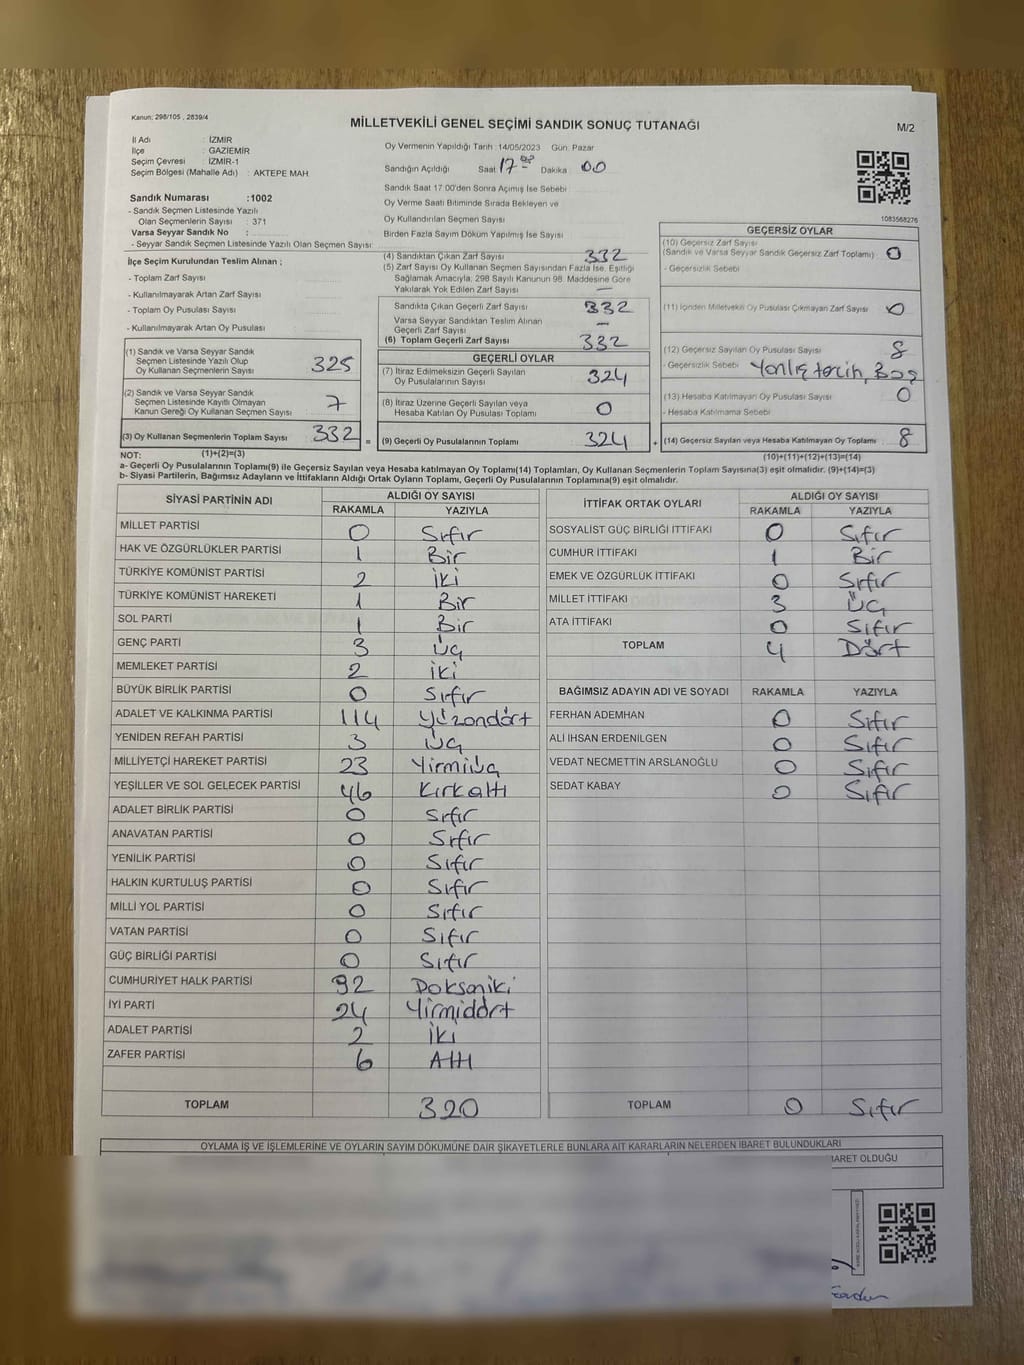 Kanun: 298/105 , 2839/4
MİLLETVEKİLİ GENEL SEÇİMİ SANDIK SONUÇ TUTANAĞI
M/2
İl Adı : İZMİR
İlçe : GAZİEMİR
Seçim Çevresi : İZMİR-1
Seçim Bölgesi (Mahalle Adı) : AKTEPE MAH
Oy Vermenin Yapıldığı Tarih :14/05/2023 Gün: Pazar
Sandığın Açıldığı Saat 17 00 Dakika 00
Sandık Saat 17:00'den Sonra Açılmış İse Sebebi
Oy Verme Saati Bitiminde Sırada Bekleyen ve
Oy Kullandırılan Seçmen Sayısı
Birden Fazla Sayım Döküm Yapılmış İse Sayısı
1083568276
Sandık Numarası :1002
- Sandık Seçmen Listesinde Yazılı
Olan Seçmenlerin Sayısı : 371
Varsa Seyyar Sandık No :
- Seyyar Sandık Seçmen Listesinde Yazılı Olan Seçmen Sayısı:
İlçe Seçim Kurulundan Teslim Alınan ;
- Toplam Zarf Sayısı
- Kullanılmayarak Artan Zarf Sayısı
- Toplam Oy Pusulası Sayısı
- Kullanılmayarak Artan Oy Pusulası
(1) Sandık ve Varsa Seyyar Sandık
Seçmen Listesinde Yazılı Olup
Oy Kullanan Seçmenlerin Sayısı 325
(2) Sandık ve Varsa Seyyar Sandık
Seçmen Listesinde Kayıtlı Olmayan
Kanun Gereği Oy Kullanan Seçmen Sayısı 7
(3) Oy Kullanan Seçmenlerin Toplam Sayısı 332 =
(4) Sandıktan Çıkan Zarf Sayısı 332
(5) Zarf Sayısı Oy Kullanan Seçmen Sayısından Fazla İse, Eşitliği
Sağlamak Amacıyla; 298 Sayılı Kanunun 98. Maddesine Göre
Yakılarak Yok Edilen Zarf Sayısı —
Sandıkta Çıkan Geçerli Zarf Sayısı 332
Varsa Seyyar Sandıktan Teslim Alınan
Geçerli Zarf Sayısı —
(6) Toplam Geçerli Zarf Sayısı 332
GEÇERLİ OYLAR
(7) İtiraz Edilmeksizin Geçerli Sayılan
Oy Pusulalarının Sayısı 324
(8) İtiraz Üzerine Geçerli Sayılan veya
Hesaba Katılan Oy Pusulası Toplamı 0
(9) Geçerli Oy Pusulalarının Toplamı 324 +
GEÇERSİZ OYLAR
(10) Geçersiz Zarf Sayısı
(Sandık ve Varsa Seyyar Sandık Geçersiz Zarf Toplamı) 0
- Geçersizlik Sebebi
(11) İçinden Milletvekili Oy Pusulası Çıkmayan Zarf Sayısı 0
(12) Geçersiz Sayılan Oy Pusulası Sayısı 8
- Geçersizlik Sebebi Yanlış tercih, Boş
(13) Hesaba Katılmayan Oy Pusulası Sayısı 0
- Hesaba Katılmama Sebebi
(14) Geçersiz Sayılan veya Hesaba Katılmayan Oy Toplamı 8
NOT: (1)+(2)=(3) (10)+(11)+(12)+(13)=(14)
a- Geçerli Oy Pusulalarının Toplamı(9) ile Geçersiz Sayılan veya Hesaba katılmayan Oy Toplamı(14) Toplamları, Oy Kullanan Seçmenlerin Toplam Sayısına(3) eşit olmalıdır. (9)+(14)=(3)
b- Siyasi Partilerin, Bağımsız Adayların ve İttifakların Aldığı Ortak Oyların Toplamı, Geçerli Oy Pusulalarının Toplamına(9) eşit olmalıdır.
SİYASİ PARTİNİN ADI ALDIĞI OY SAYISI
RAKAMLA YAZIYLA
MİLLET PARTİSİ 0 Sıfır
HAK VE ÖZGÜRLÜKLER PARTİSİ 1 Bir
TÜRKİYE KOMÜNİST PARTİSİ 2 iki
TÜRKİYE KOMÜNİST HAREKETİ 1 Bir
SOL PARTİ 1 Bir
GENÇ PARTİ 3 üç
MEMLEKET PARTİSİ 2 iki
BÜYÜK BİRLİK PARTİSİ 0 Sıfır
ADALET VE KALKINMA PARTİSİ 114 Yüzondört
YENİDEN REFAH PARTİSİ 3 üç
MİLLİYETÇİ HAREKET PARTİSİ 23 Yirmiüç
YEŞİLLER VE SOL GELECEK PARTİSİ 46 Kırkaltı
ADALET BİRLİK PARTİSİ 0 Sıfır
ANAVATAN PARTİSİ 0 Sıfır
YENİLİK PARTİSİ 0 Sıfır
HALKIN KURTULUŞ PARTİSİ 0 Sıfır
MİLLİ YOL PARTİSİ 0 Sıfır
VATAN PARTİSİ 0 Sıfır
GÜÇ BİRLİĞİ PARTİSİ 0 Sıfır
CUMHURİYET HALK PARTİSİ 92 Doksaniki
İYİ PARTİ 24 Yirmidört
ADALET PARTİSİ 2 İki
ZAFER PARTİSİ 6 Altı
TOPLAM 320
İTTİFAK ORTAK OYLARI ALDIĞI OY SAYISI
RAKAMLA YAZIYLA
SOSYALİST GÜÇ BİRLİĞİ İTTİFAKI 0 Sıfır
CUMHUR İTTİFAKI 1 Bir
EMEK VE ÖZGÜRLÜK İTTİFAKI 0 Sıfır
MİLLET İTTİFAKI 3 Üç
ATA İTTİFAKI 0 Sıfır
TOPLAM 4 Dört
BAĞIMSIZ ADAYIN ADI VE SOYADI RAKAMLA YAZIYLA
FERHAN ADEMHAN 0 Sıfır
ALİ İHSAN ERDENİLGEN 0 Sıfır
VEDAT NECMETTİN ARSLANOĞLU 0 Sıfır
SEDAT KABAY 0 Sıfır
TOPLAM 0 Sıfır
OYLAMA İŞ VE İŞLEMLERİNE VE OYLARIN SAYIM DÖKÜMÜNE DAİR ŞİKAYETLERLE BUNLARA AİT KARARLARIN NELERDEN İBARET BULUNDUKLARI
İBARET OLDUĞU